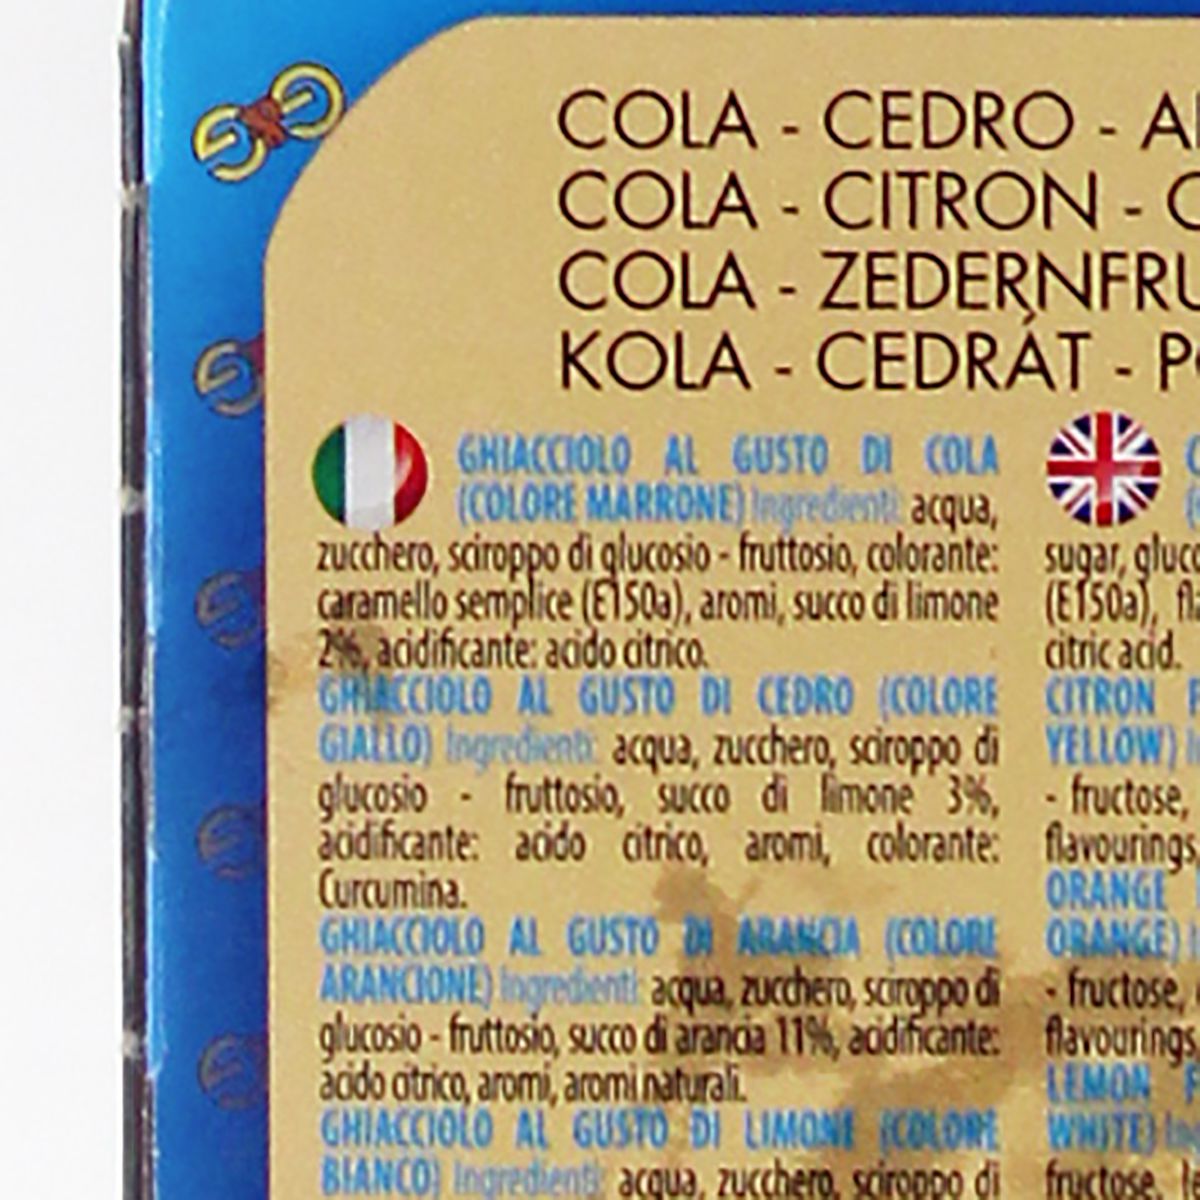 COLA - CEDRO -
COLA - CITRON -
COLA -
KOLA - CEDRÁT -
GHIACCIOLO AL GUSTO DI COLA
(COLORE MARRONE) Ingredienti: acqua,
zucchero, sciroppo di glucosio - fruttosio, colorante:
caramello semplice (E150a), aromi, succo di limone
2%, acidificante: acido citrico.
GHIACCIOLO AL GUSTO DI CEDRO (COLORE
GIALLO) Ingredienti: acqua, zucchero, sciroppo di
glucosio - fruttosio, succo di limone 3%,
acidificante: acido citrico, aromi, colorante:
Curcumina.
GHIACCIOLO AL GUSTO DI ARANCIA (COLORE
ARANCIONE) Ingredienti: acqua, zucchero, sciroppo di
glucosio - fruttosio, succo di arancia 11%, acidificante:
acido citrico, aromi, aromi naturali.
GHIACCIOLO AL GUSTO DI LIMONE (COLORE
BIANCO) Ingredienti: acqua, zucchero, sciroppo di
sugar,
(E150a),
citric acid.
CITRON
YELLOW)
- fructose,
flavourings,
ORANGE
ORANGE)
- fructose,
flavourings,
LEMON
WHITE)
fructose,